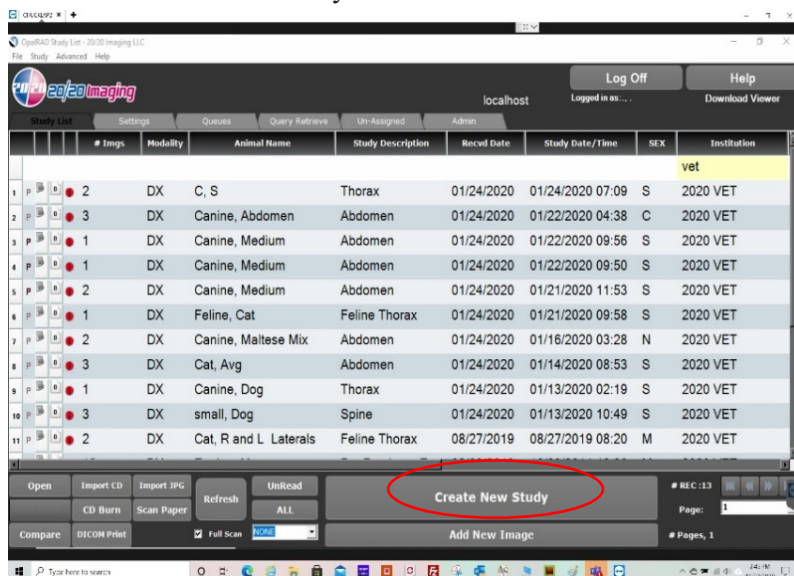 OpalRAD Study List - 20/20 Imaging LLC
File Study Advanced Help
20/20 20/20 Imaging
localhost
Log Off
Logged in as:..., .
Help
Download Viewer
Study List Settings Queues Query Retrieve Un-Assigned Admin
# Imgs Modality Animal Name Study Description Recvd Date Study Date/Time SEX Institution
vet
1 P 2 DX C, S Thorax 01/24/2020 01/24/2020 07:09 S 2020 VET
2 P 3 DX Canine, Abdomen Abdomen 01/24/2020 01/22/2020 04:38 C 2020 VET
3 P 1 DX Canine, Medium Abdomen 01/24/2020 01/22/2020 09:56 S 2020 VET
4 P 1 DX Canine, Medium Abdomen 01/24/2020 01/22/2020 09:50 S 2020 VET
5 P 2 DX Canine, Medium Abdomen 01/24/2020 01/21/2020 11:53 S 2020 VET
6 P 1 DX Feline, Cat Feline Thorax 01/24/2020 01/21/2020 09:58 S 2020 VET
7 P 2 DX Canine, Maltese Mix Abdomen 01/24/2020 01/16/2020 03:28 N 2020 VET
8 P 3 DX Cat, Avg Abdomen 01/24/2020 01/14/2020 08:53 S 2020 VET
9 P 1 DX Canine, Dog Thorax 01/24/2020 01/13/2020 02:19 S 2020 VET
10 P 3 DX small, Dog Spine 01/24/2020 01/13/2020 10:49 S 2020 VET
11 P 2 DX Cat, R and L Laterals Feline Thorax 08/27/2019 08/27/2019 08:20 M 2020 VET
Open Import CD Import JPG Refresh UnRead Create New Study # REC :13
CD Burn Scan Paper ALL Page: 1
Compare DICOM Print Full Scan NONE Add New Image # Pages, 1
Type here to search